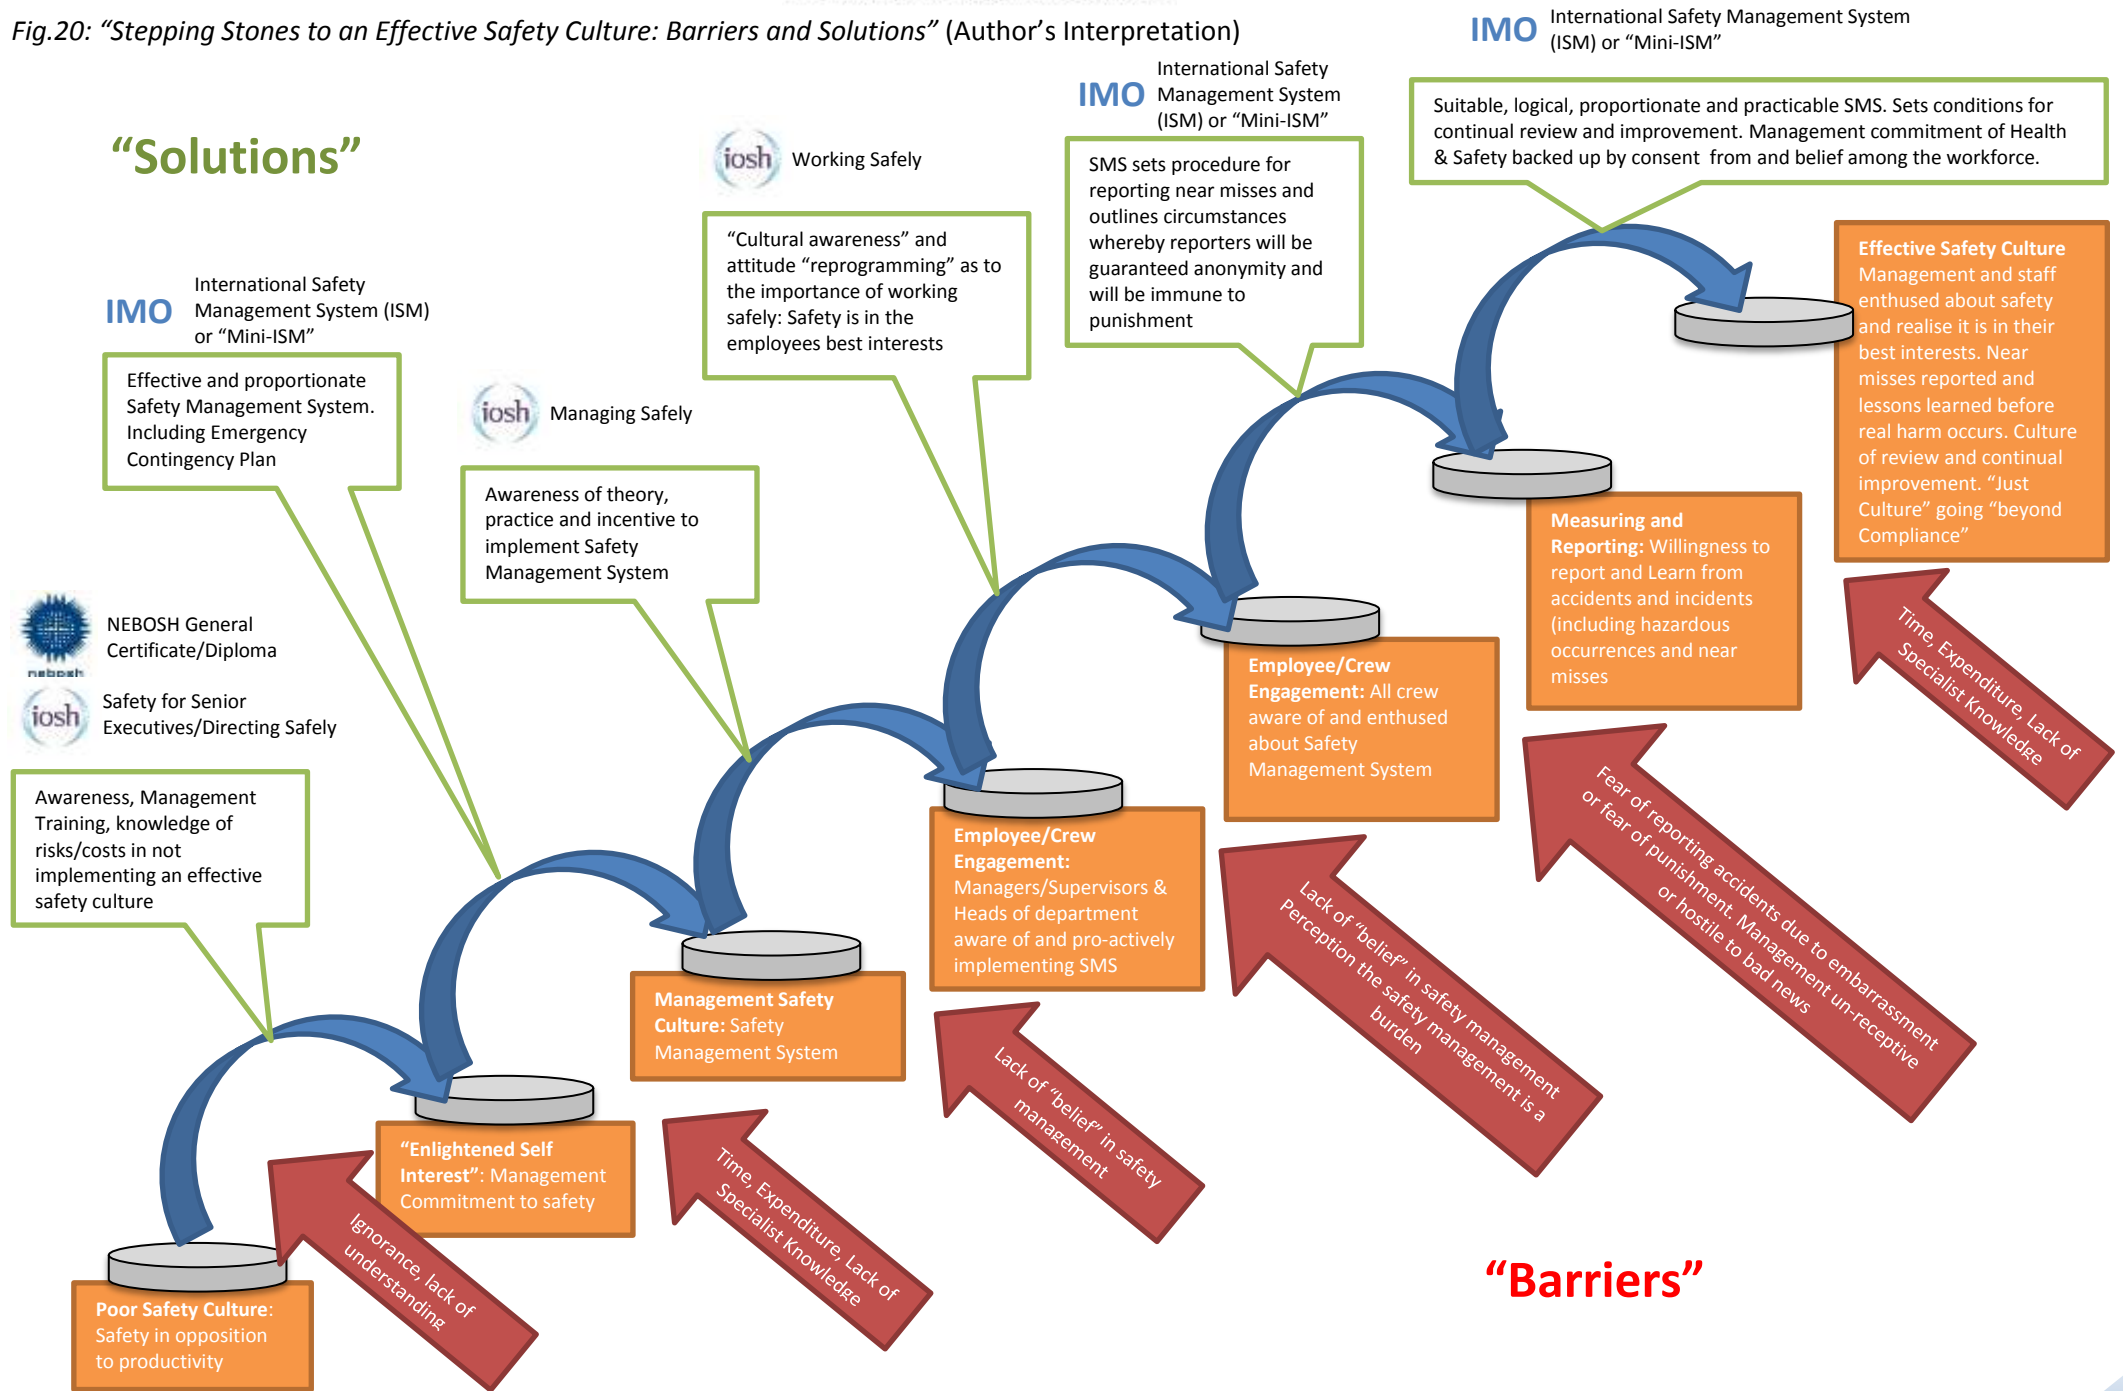 Fig.20: “Stepping Stones to an Effective Safety Culture: Barriers and Solutions” (Author’s Interpretation)
IMO
International Safety Management System
(ISM) or “Mini-ISM”
Suitable, logical, proportionate and practicable SMS. Sets conditions for
continual review and improvement. Management commitment of Health
& Safety backed up by consent from and belief among the workforce.
IMO
International Safety
Management System
(ISM) or “Mini-ISM”
SMS sets procedure for
reporting near misses and
outlines circumstances
whereby reporters will be
guaranteed anonymity and
will be immune to
punishment
“Solutions”
iosh
Working Safely
“Cultural awareness” and
attitude “reprogramming” as to
the importance of working
safely: Safety is in the
employees best interests
IMO
International Safety
Management System (ISM)
or “Mini-ISM”
Effective and proportionate
Safety Management System.
Including Emergency
Contingency Plan
iosh
Managing Safely
Awareness of theory,
practice and incentive to
implement Safety
Management System
nebosh
NEBOSH General
Certificate/Diploma
iosh
Safety for Senior
Executives/Directing Safely
Awareness, Management
Training, knowledge of
risks/costs in not
implementing an effective
safety culture
Effective Safety Culture
Management and staff
enthused about safety
and realise it is in their
best interests. Near
misses reported and
lessons learned before
real harm occurs. Culture
of review and continual
improvement. “Just
Culture” going “beyond
Compliance”
Measuring and
Reporting: Willingness to
report and Learn from
accidents and incidents
(including hazardous
occurrences and near
misses
Employee/Crew
Engagement: All crew
aware of and enthused
about Safety
Management System
Employee/Crew
Engagement:
Managers/Supervisors &
Heads of department
aware of and pro-actively
implementing SMS
Management Safety
Culture: Safety
Management System
“Enlightened Self
Interest”: Management
Commitment to safety
Poor Safety Culture:
Safety in opposition
to productivity
Ignorance, lack of
understanding
Time, Expenditure, Lack of
Specialist Knowledge
Lack of “belief” in safety
management
Lack of “belief” in safety management
Perception the safety management is a
burden
Fear of reporting accidents due to embarrassment
or fear of punishment. Management un-receptive
or hostile to bad news
Time, Expenditure, Lack of
Specialist Knowledge
“Barriers”